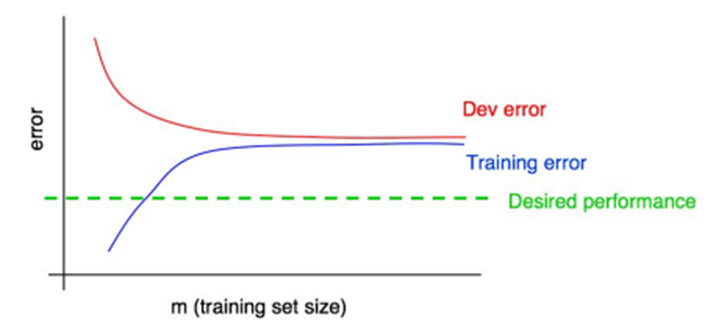 error
Dev error
Training error
Desired performance
m (training set size)